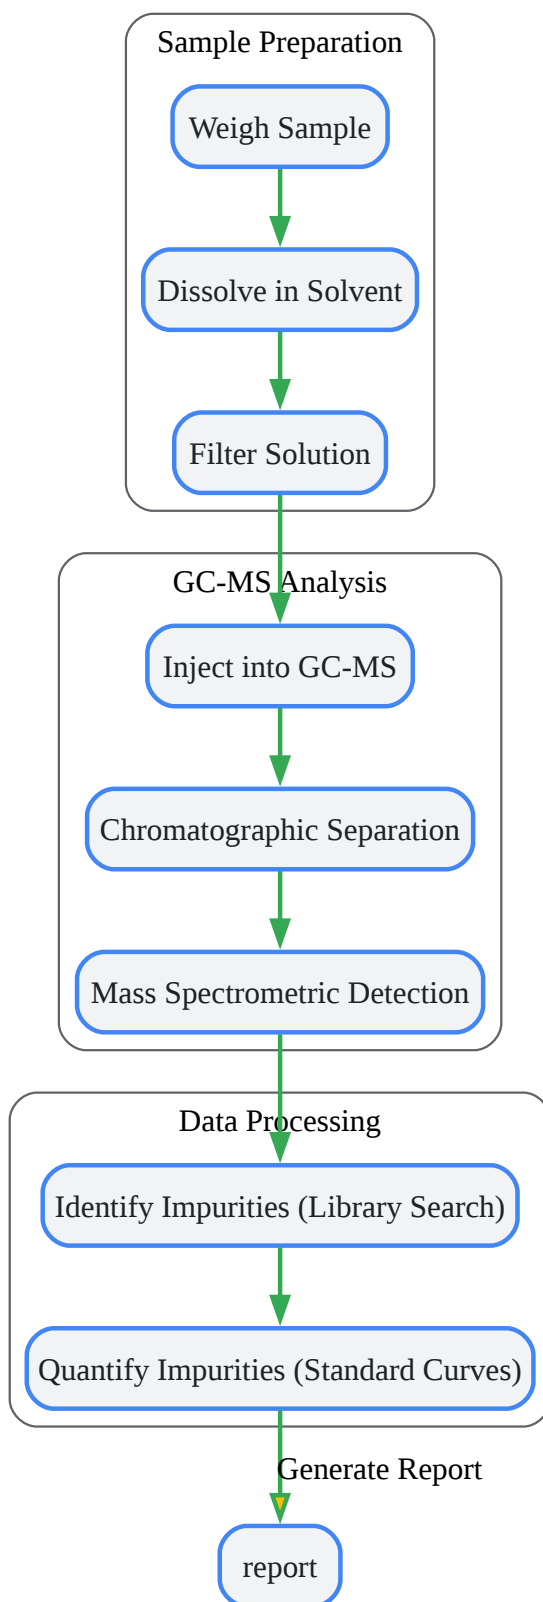 Sample Preparation
Weigh Sample
Dissolve in Solvent
Filter Solution
GC-MS Analysis
Inject into GC-MS
Chromatographic Separation
Mass Spectrometric Detection
Data Processing
Identify Impurities (Library Search)
Quantify Impurities (Standard Curves)
Generate Report
report